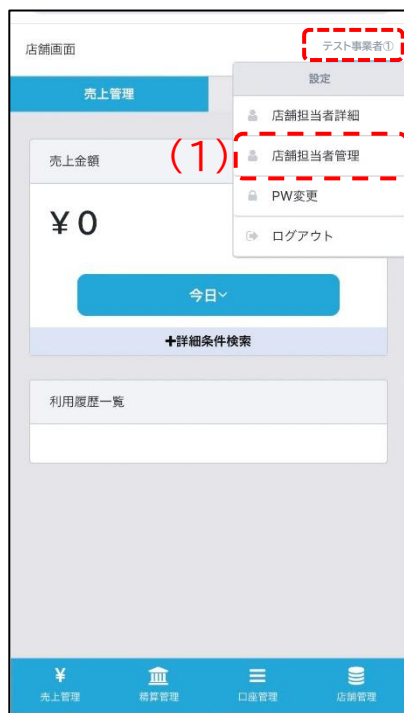 店舗画面
テスト事業者①
設定
売上管理
店舗担当者詳細
売上金額
(1)
店舗担当者管理
¥0
PW変更
ログアウト
今日
+詳細条件検索
利用履歴一覧
¥
売上管理
精算管理
口座管理
店舗管理